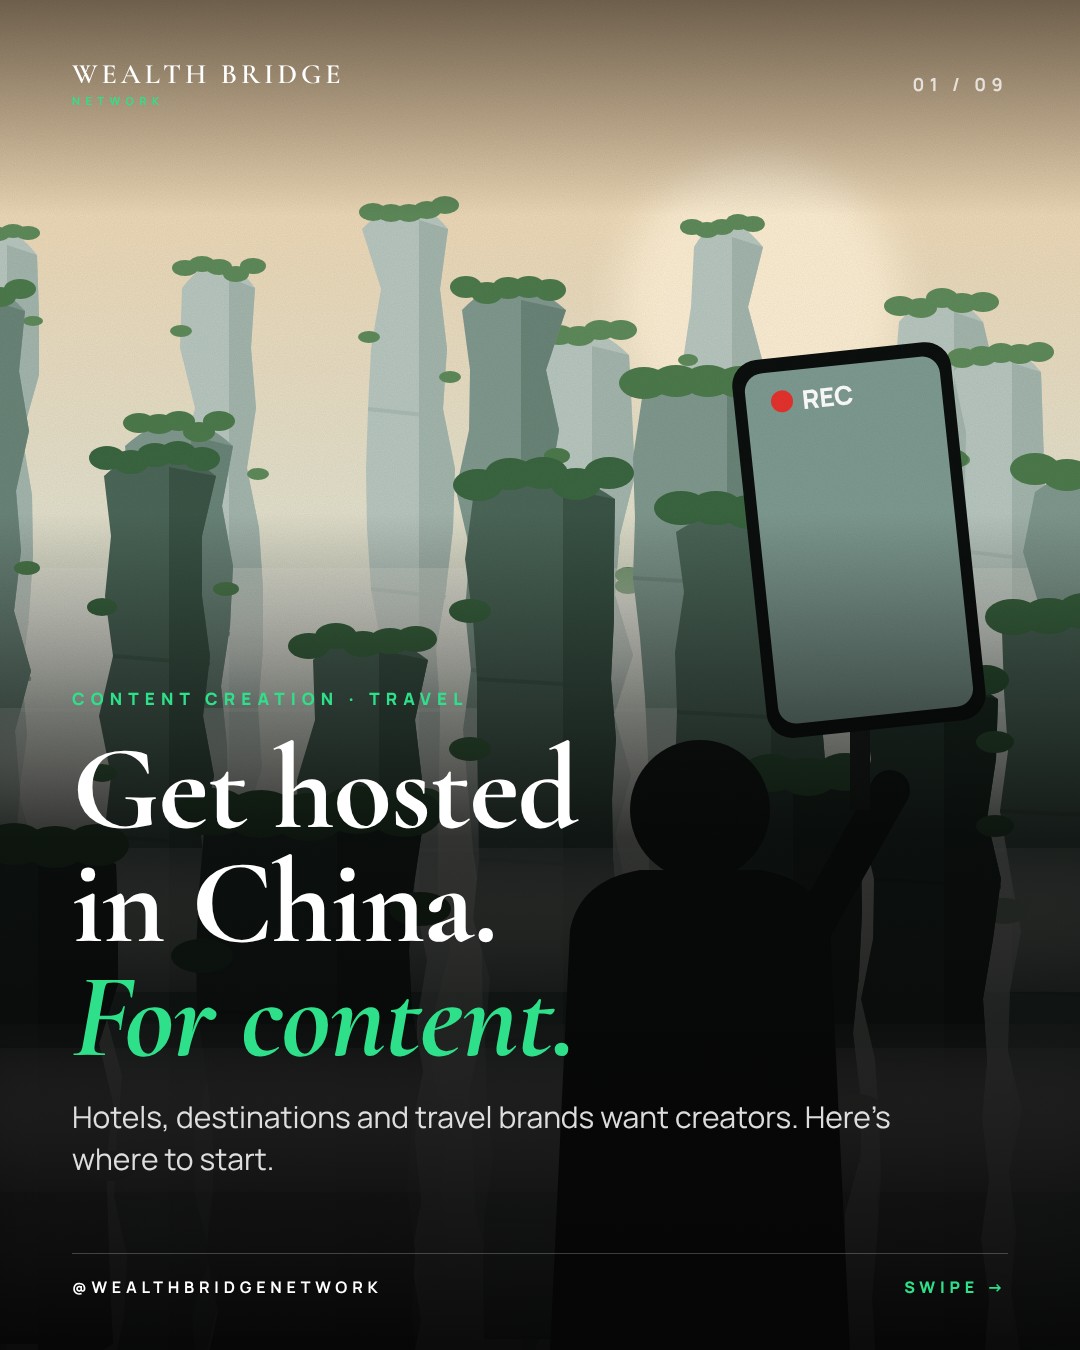 WEALTH BRIDGE
NETWORK
01 / 09
REC
CONTENT CREATION · TRAVEL
Get hosted
in China.
For content.
Hotels, destinations and travel brands want creators. Here’s
where to start.
@WEALTHBRIDGENETWORK
SWIPE →